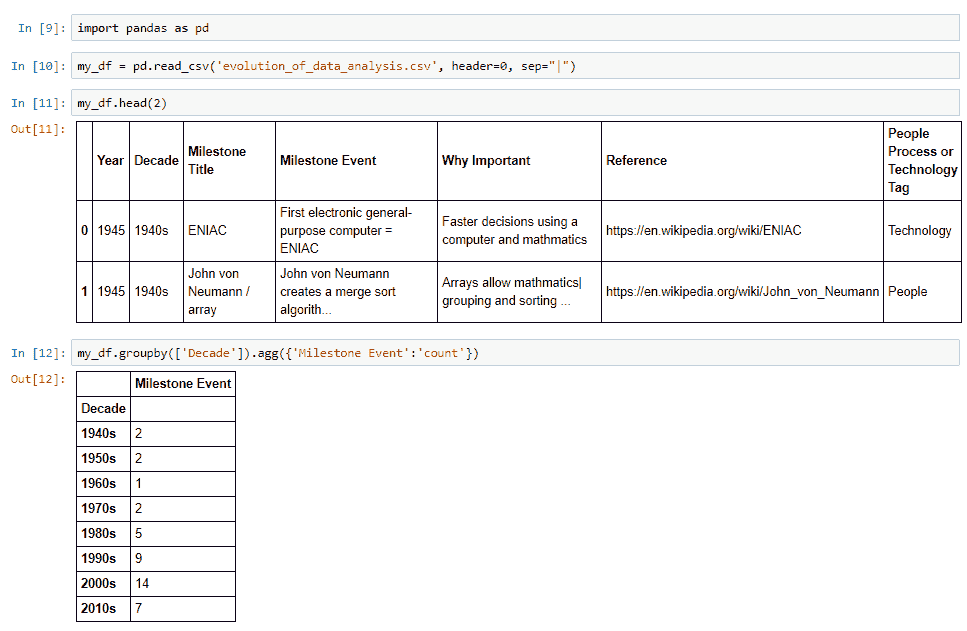 In [9]: import pandas as pd
In [10]: my_df = pd.read_csv('evolution_of_data_analysis.csv', header=0, sep="|")
In [11]: my_df.head(2)
Out[11]:
Year Decade Milestone Title Milestone Event Why Important Reference People Process or Technology Tag
0 1945 1940s ENIAC First electronic general-purpose computer = ENIAC Faster decisions using a computer and mathmatics https://en.wikipedia.org/wiki/ENIAC Technology
1 1945 1940s John von Neumann / array John von Neumann creates a merge sort algorith... Arrays allow mathmatics| grouping and sorting ... https://en.wikipedia.org/wiki/John_von_Neumann People
In [12]: my_df.groupby(['Decade']).agg({'Milestone Event':'count'})
Out[12]:
Milestone Event
Decade
1940s 2
1950s 2
1960s 1
1970s 2
1980s 5
1990s 9
2000s 14
2010s 7